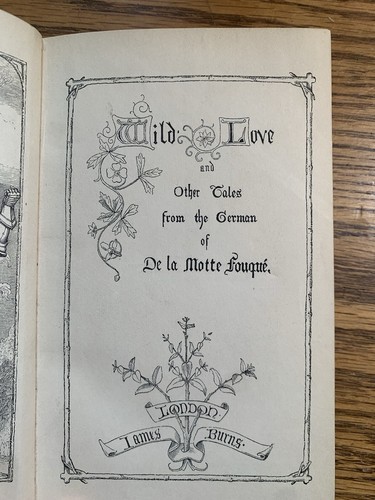 Wild Love
and
Other Tales
from the German
of
De la Motte Fouqué.
LONDON
James Burns.